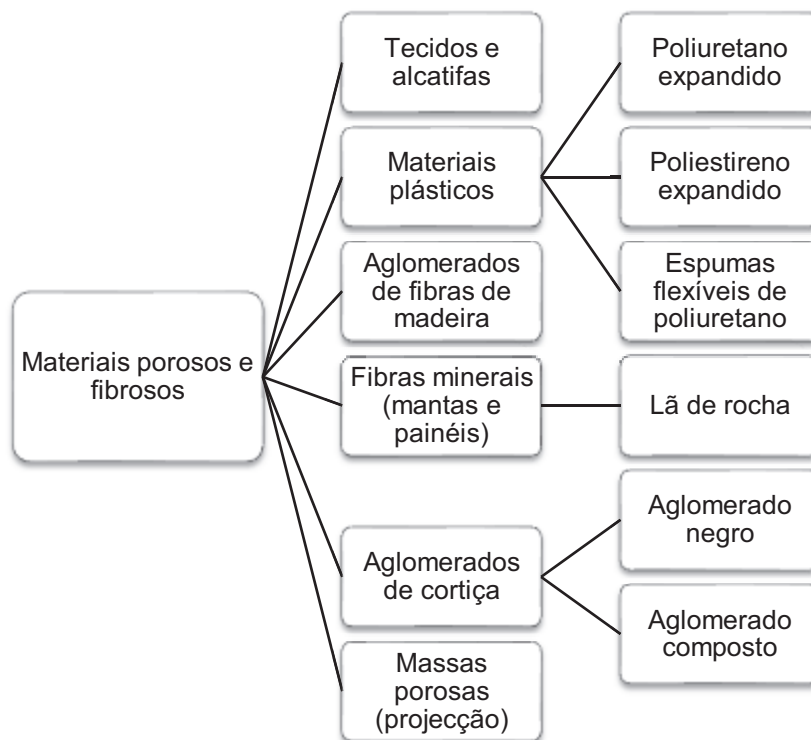 Materiais porosos e
fibrosos
Tecidos e
alcatifas
Materiais
plásticos
Poliuretano
expandido
Poliestireno
expandido
Espumas
flexíveis de
poliuretano
Aglomerados
de fibras de
madeira
Fibras minerais
(mantas e
painéis)
Lã de rocha
Aglomerados
de cortiça
Aglomerado
negro
Aglomerado
composto
Massas
porosas
(projecção)